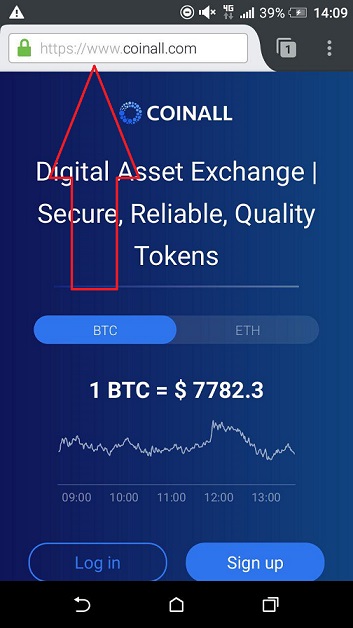 4G 39% 14:09
https://www.coinall.com 1
COINALL
Digital Asset Exchange |
Secure, Reliable, Quality
Tokens
BTC ETH
1 BTC = $ 7782.3
09:00 10:00 11:00 12:00 13:00
Log in Sign up